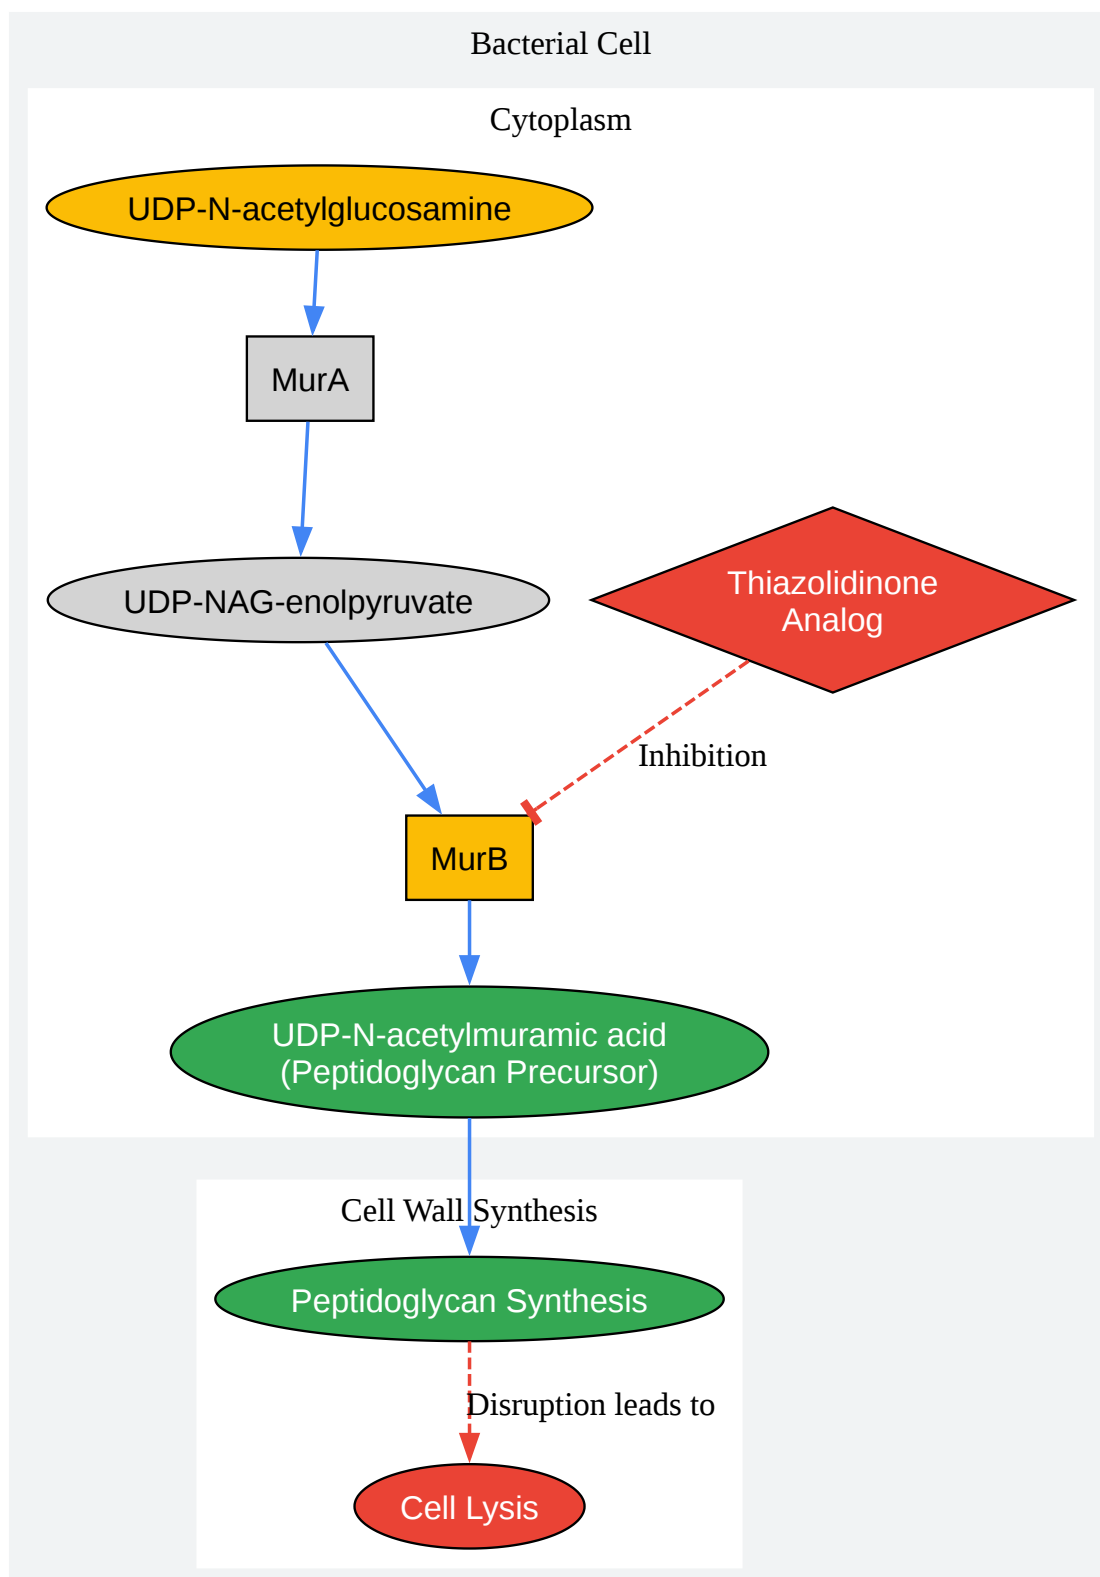 Bacterial Cell
Cytoplasm
UDP-N-acetylglucosamine
MurA
UDP-NAG-enolpyruvate
Thiazolidinone
Analog
Inhibition
MurB
UDP-N-acetylmuramic acid
(Peptidoglycan Precursor)
Cell Wall Synthesis
Peptidoglycan Synthesis
Disruption leads to
Cell Lysis